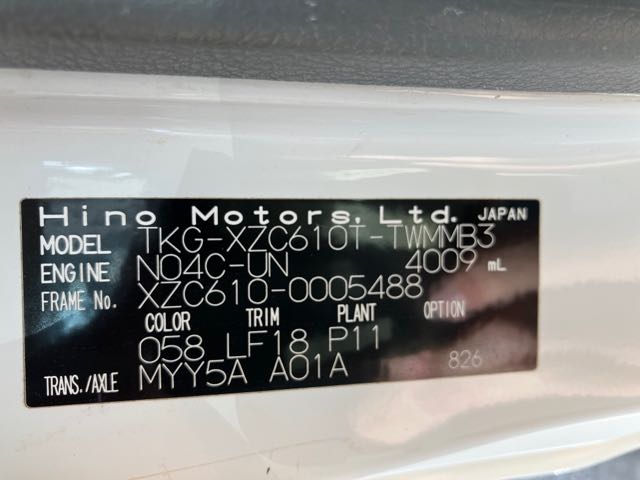 Hino Motors, Ltd. JAPAN
MODEL TKG-XZC610T-TWMMB3
ENGINE N04C-UN 4009 mL
FRAME No. XZC610-0005488
COLOR TRIM PLANT OPTION
058 LF18 P11
TRANS./AXLE MYY5A A01A 826